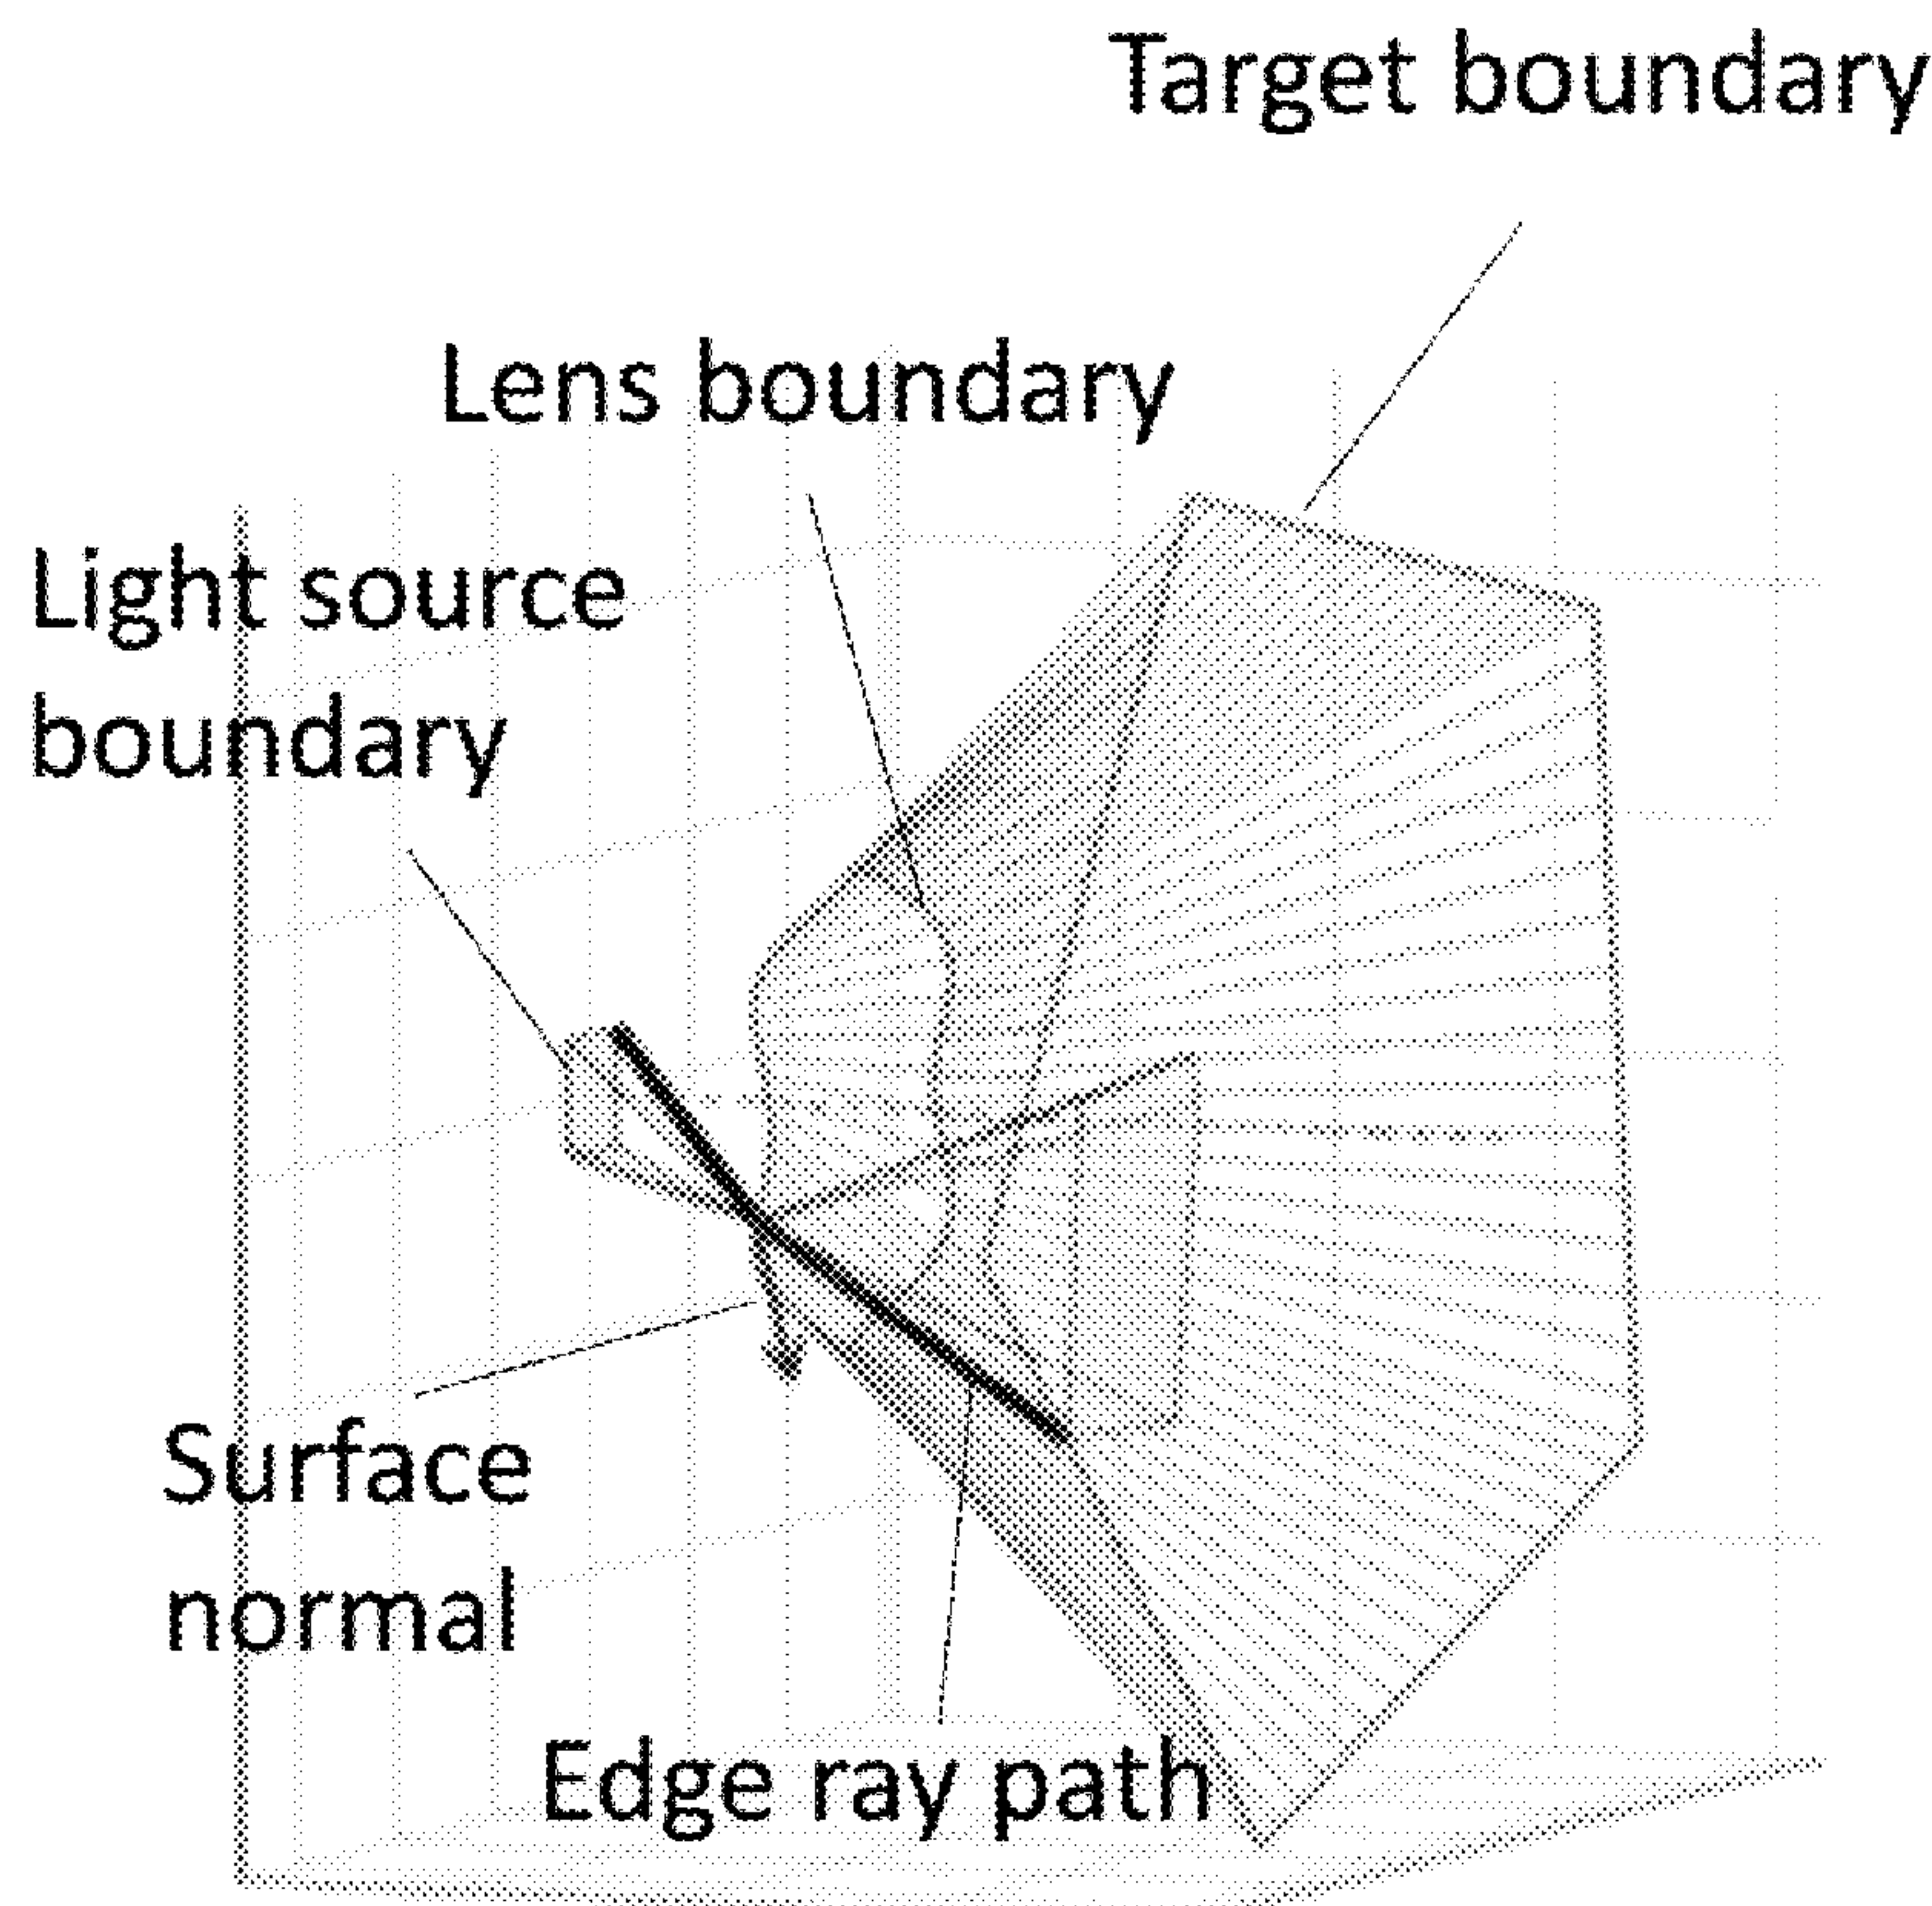 Target boundary
Lens boundary
Light source
boundary
Surface
normal
Edge ray path